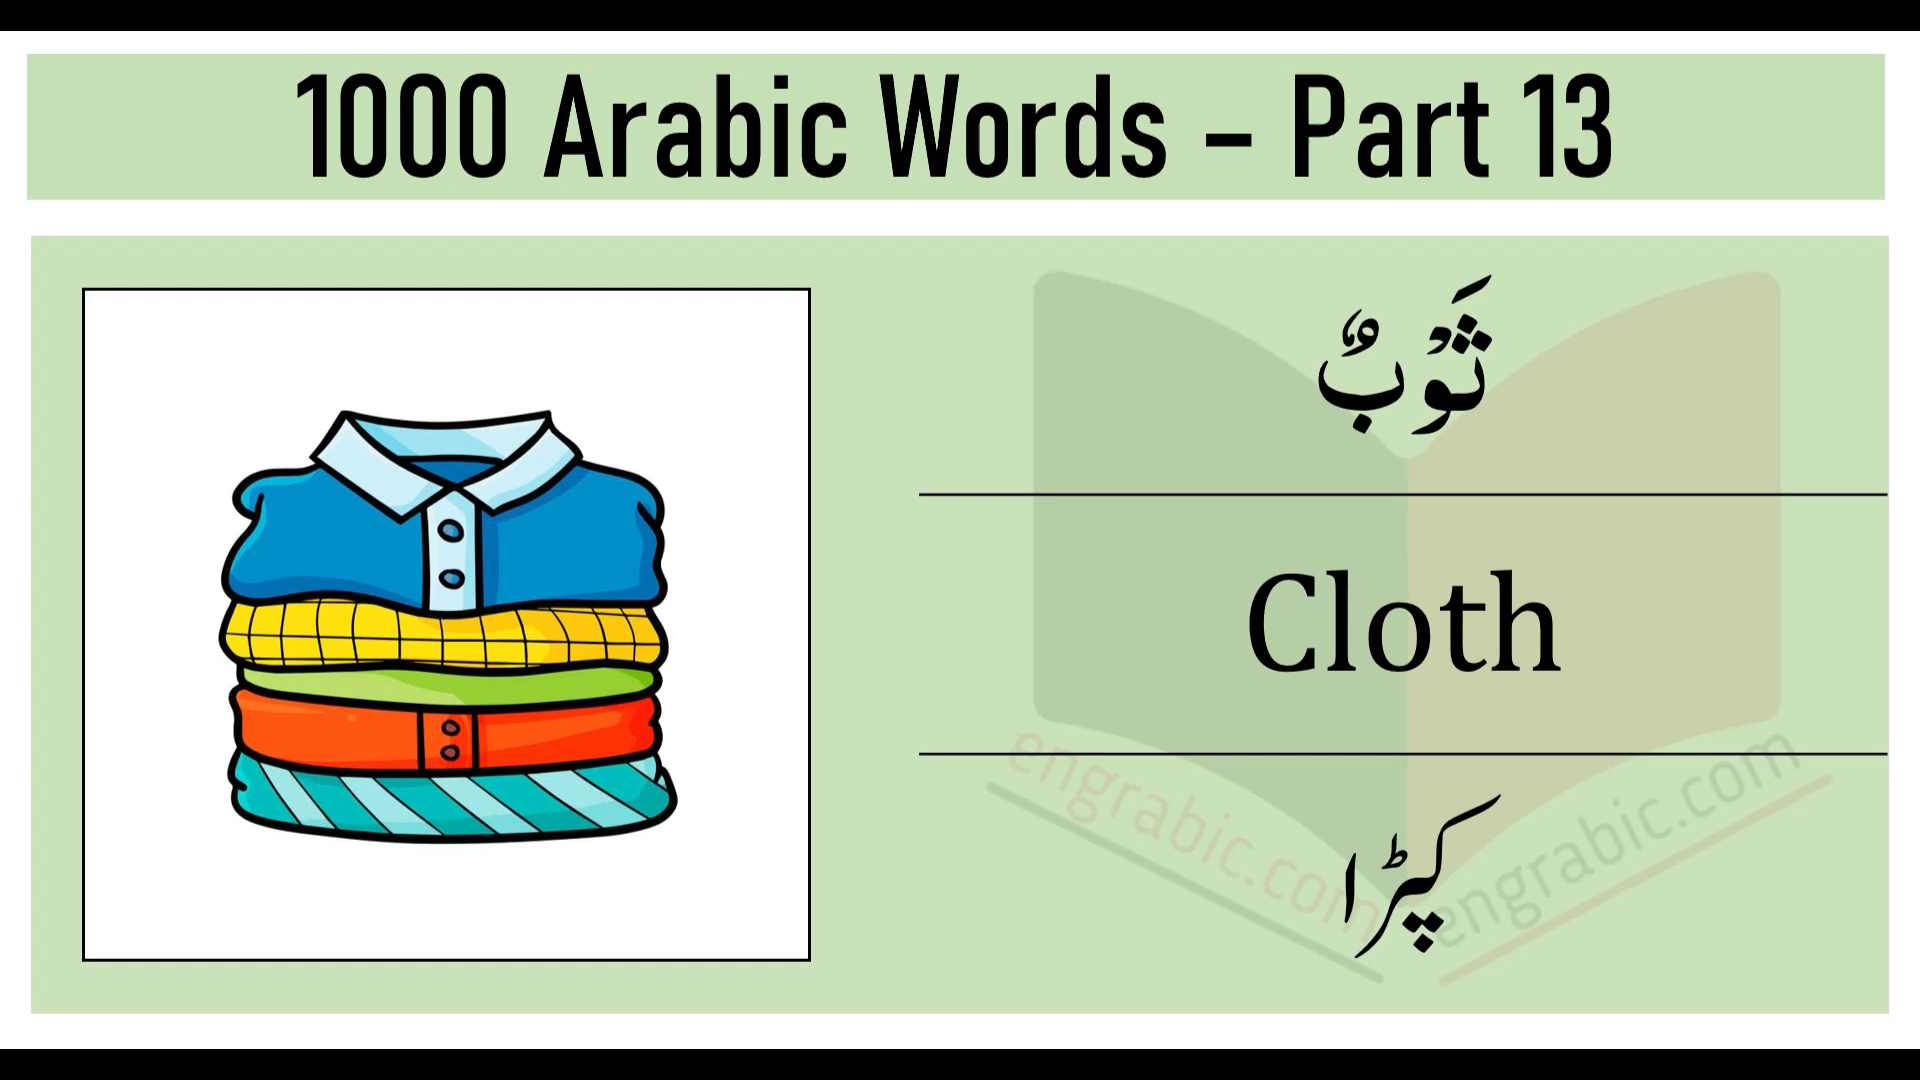 1000 Arabic Words – Part 13
ثَوْبٌ
Cloth
کپڑا
engrabic.com
engrabic.com